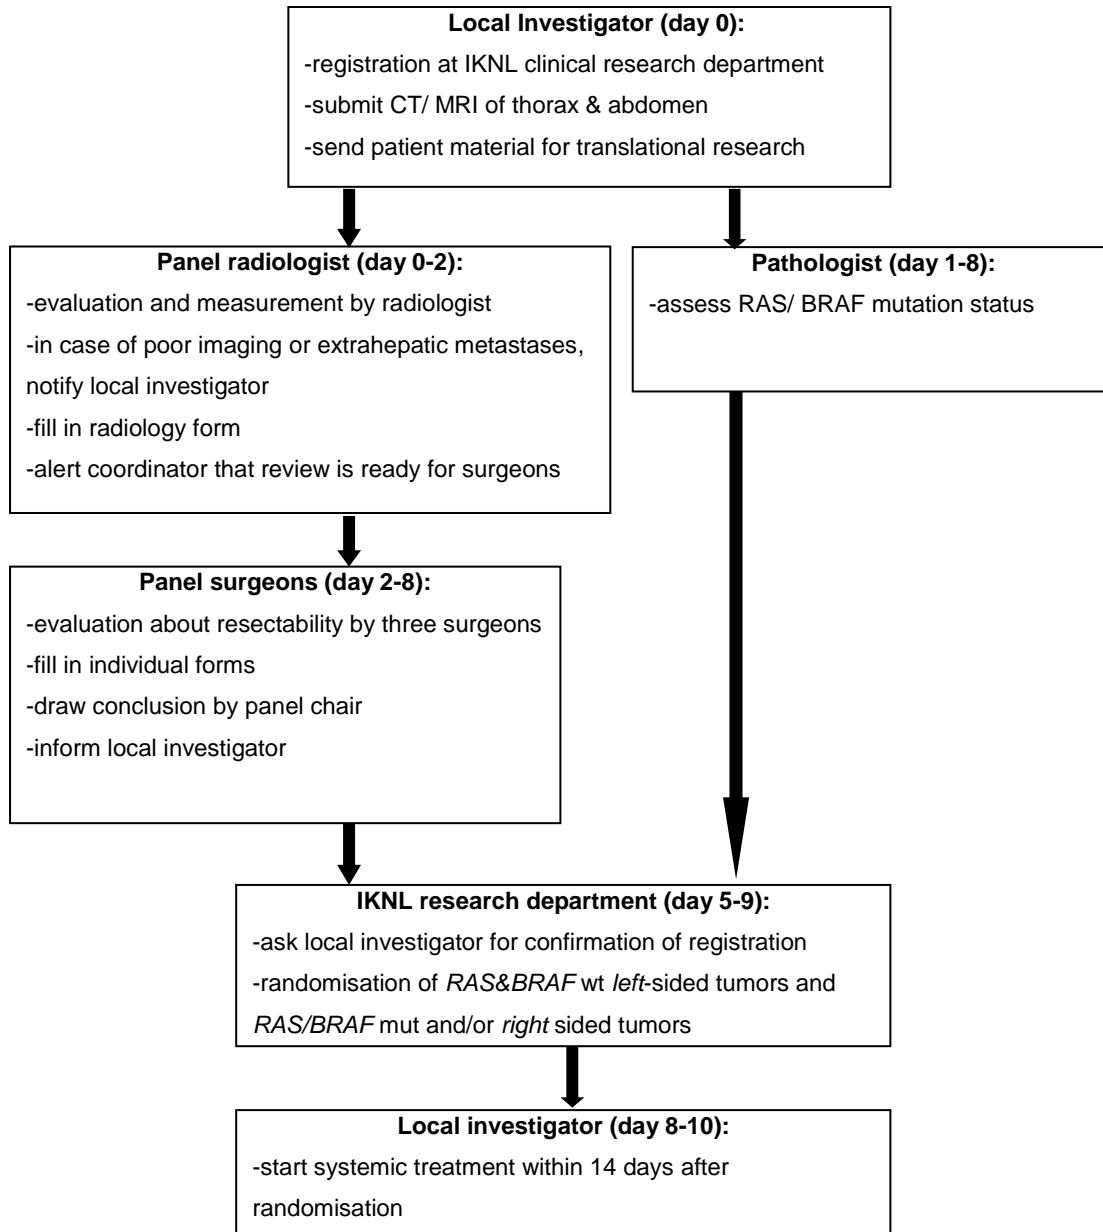 Local Investigator (day 0):
-registration at IKNL clinical research department
-submit CT/ MRI of thorax & abdomen
-send patient material for translational research
Panel radiologist (day 0-2):
-evaluation and measurement by radiologist
-in case of poor imaging or extrahepatic metastases,
notify local investigator
-fill in radiology form
-alert coordinator that review is ready for surgeons
Pathologist (day 1-8):
-assess RAS/ BRAF mutation status
Panel surgeons (day 2-8):
-evaluation about resectability by three surgeons
-fill in individual forms
-draw conclusion by panel chair
-inform local investigator
IKNL research department (day 5-9):
-ask local investigator for confirmation of registration
-randomisation of RAS&BRAF wt left-sided tumors and
RAS/BRAF mut and/or right sided tumors
Local investigator (day 8-10):
-start systemic treatment within 14 days after
randomisation